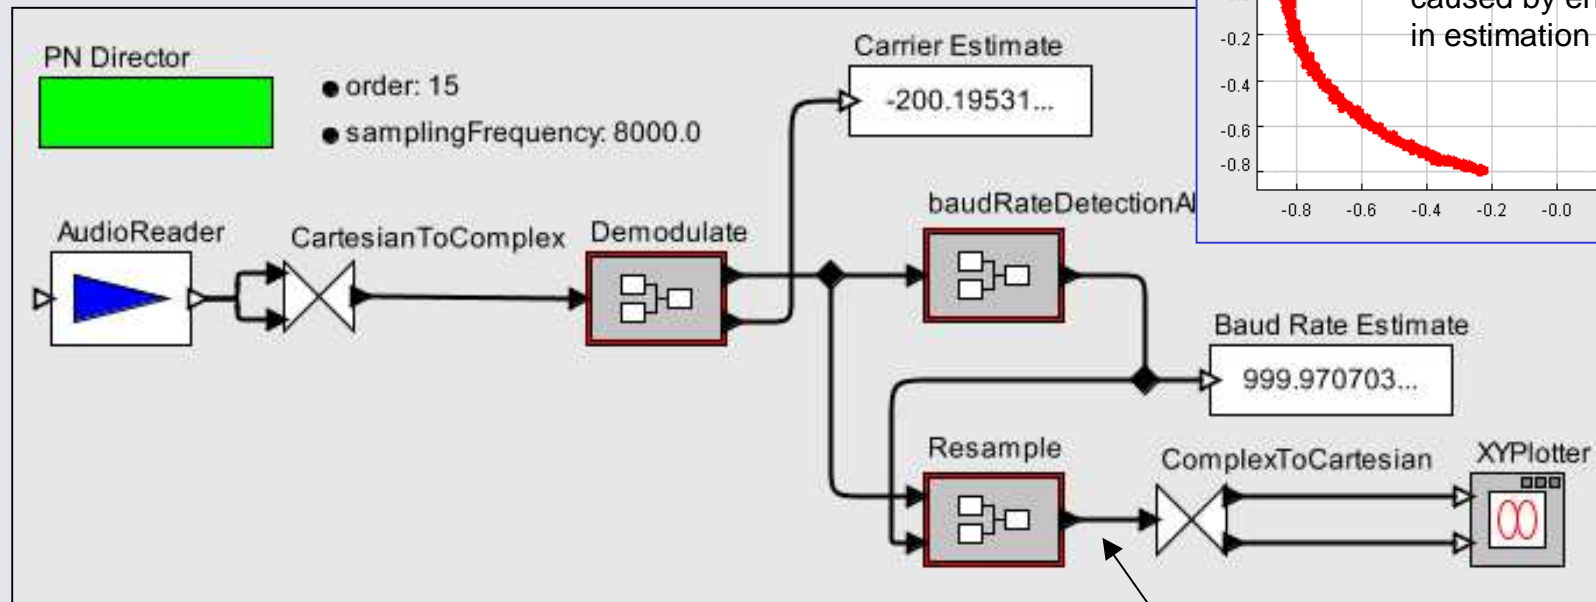 PN Director
order: 15
samplingFrequency: 8000.0
Carrier Estimate
-200.19531...
caused by
in estimation
-0.2
-0.4
-0.6
-0.8
-0.8 -0.6 -0.4 -0.2 -0.0
AudioReader
CartesianToComplex
Demodulate
Baud Rate Estimate
999.970703...
Resample
ComplexToCartesian
XYPlotter